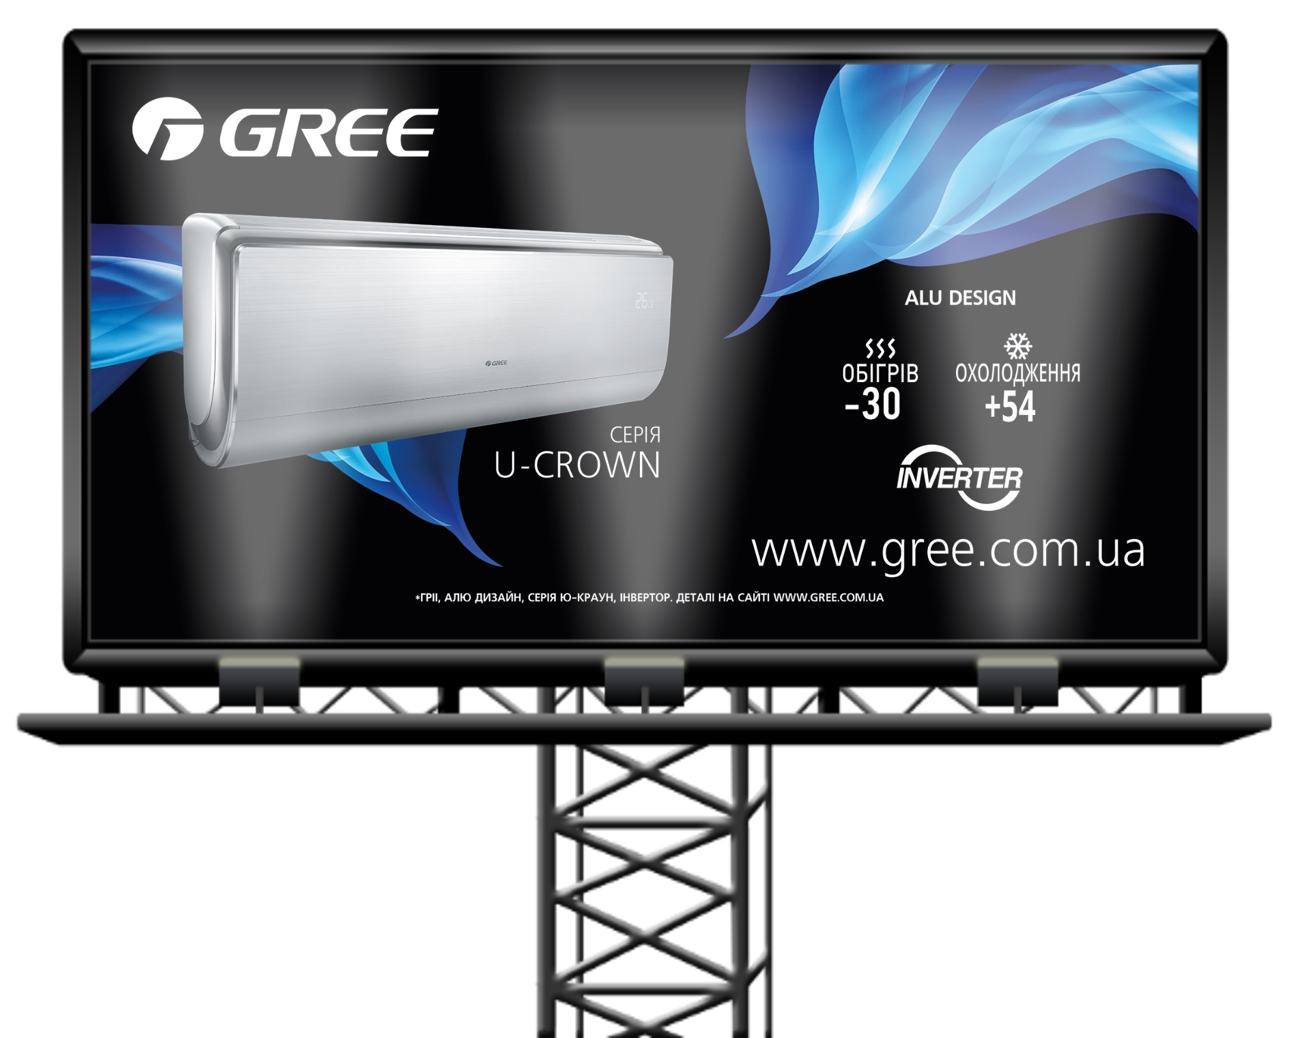 GREE
26
GREE
СЕРІЯ
U-CROWN
ALU DESIGN
ОБІГРІВ
-30
ОХОЛОДЖЕННЯ
+54
INVERTER
www.gree.com.ua
*ГРІІ, АЛЮ ДИЗАЙН, СЕРІЯ Ю-КРАУН, ІНВЕРТОР. ДЕТАЛІ НА САЙТІ WWW.GREE.COM.UA